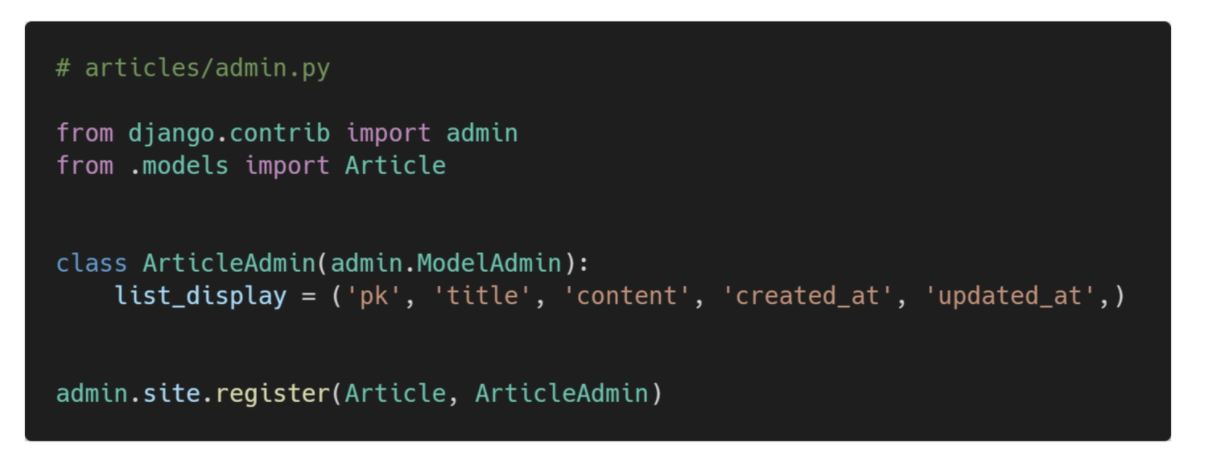 # articles/admin.py
from django.contrib import admin
from .models import Article
class ArticleAdmin(admin.ModelAdmin):
    list_display = ('pk', 'title', 'content', 'created_at', 'updated_at',)
admin.site.register(Article, ArticleAdmin)